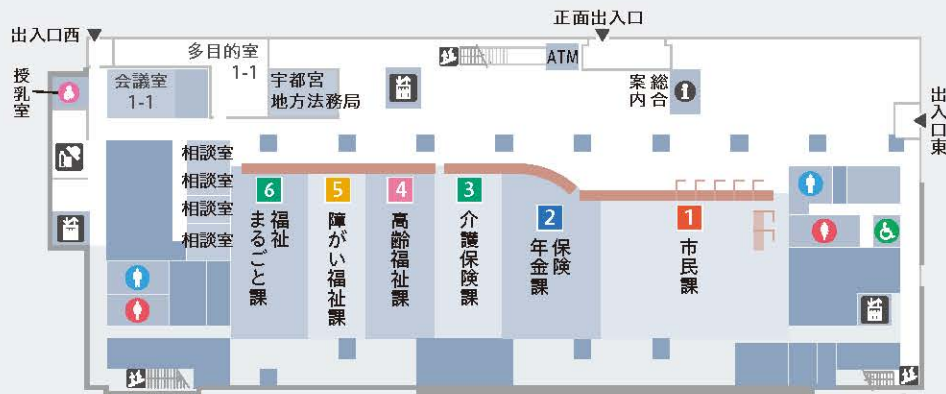 出入口西
正面出入口
多目的室
1-1
会議室
1-1
宇都宮
地方法務局
ATM
総合
案内
授乳室
出入口東
相談室
相談室
相談室
相談室
6
福祉
まるごと課
5
障がい福祉課
4
高齢福祉課
3
介護保険課
2
保険
年金課
1
市民課